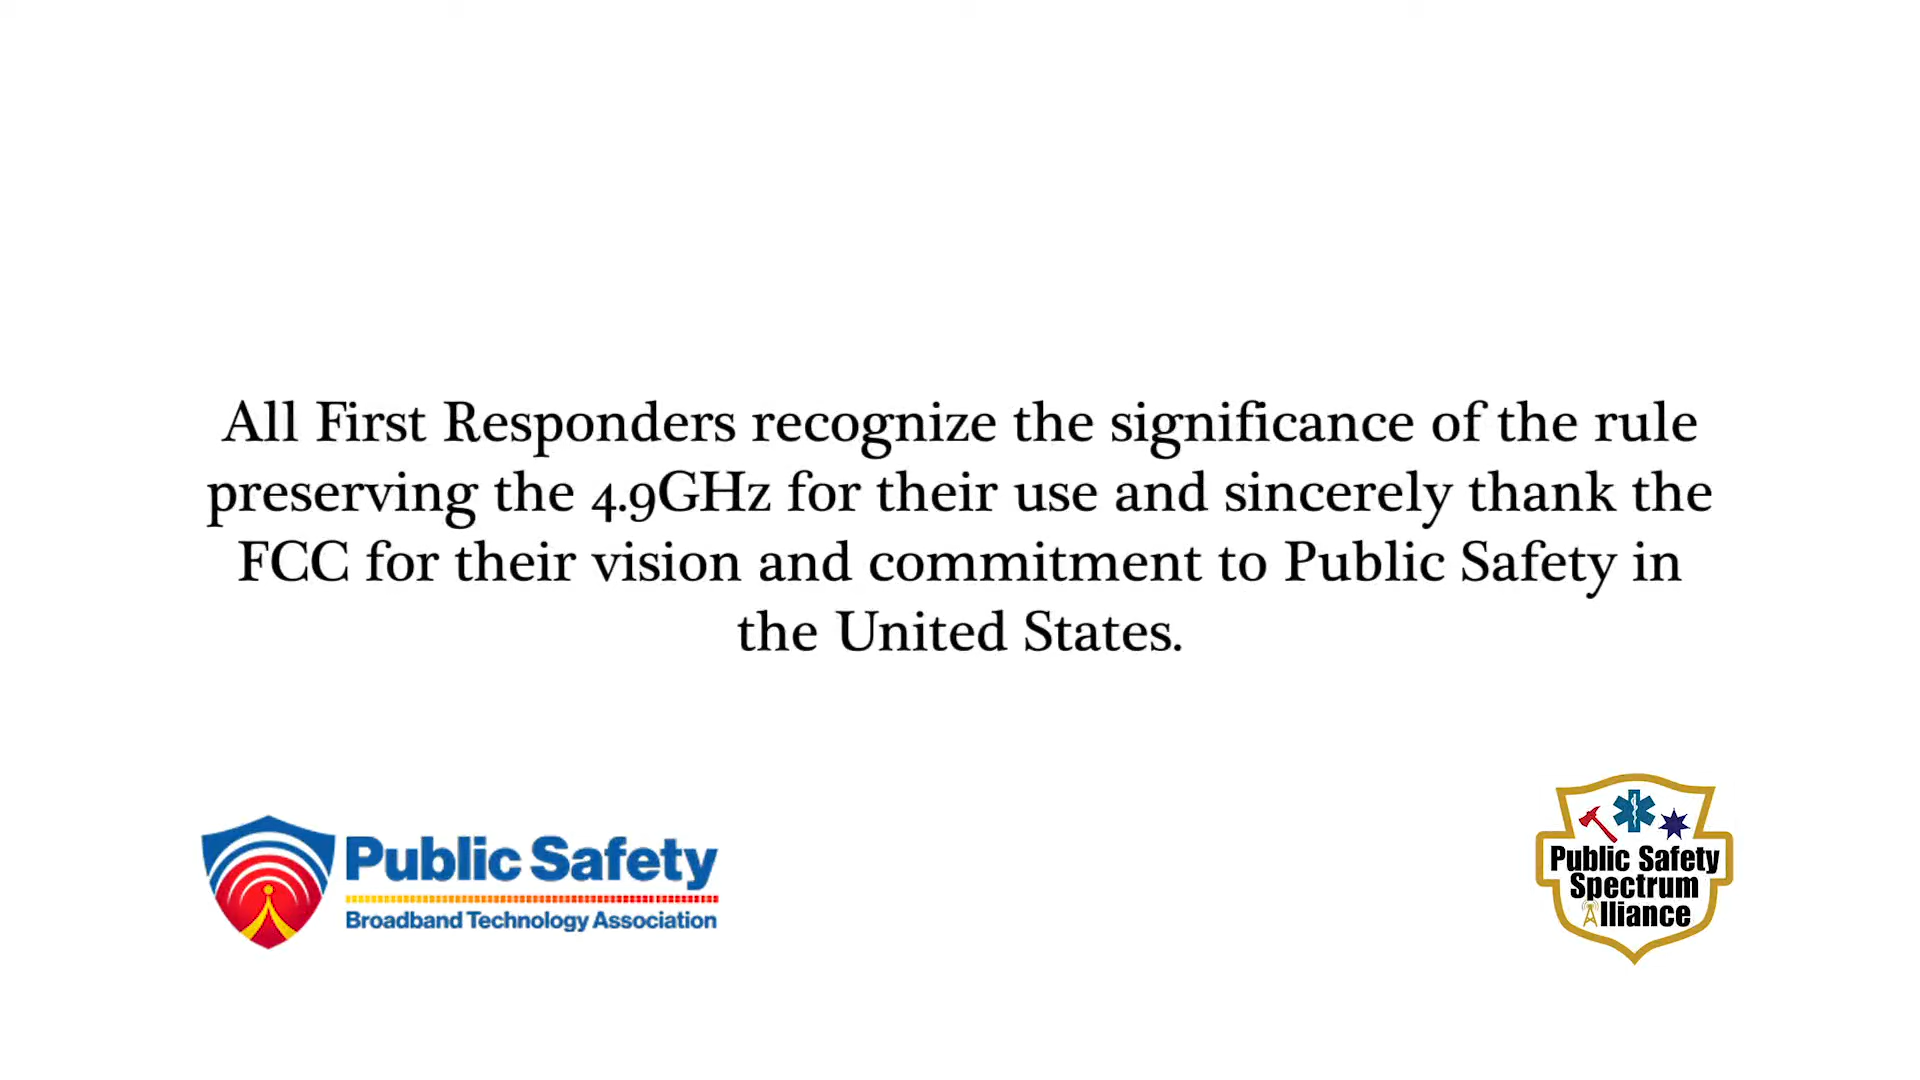 All First Responders recognize the significance of the rule
preserving the 4.9GHz for their use and sincerely thank the
FCC for their vision and commitment to Public Safety in
the United States.
Public Safety
Broadband Technology Association
Public Safety
Spectrum
Alliance